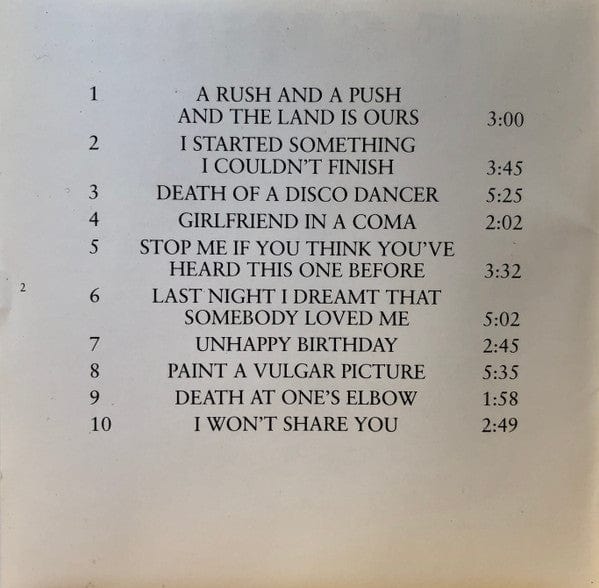 1 A RUSH AND A PUSH
AND THE LAND IS OURS 3:00
2 I STARTED SOMETHING
I COULDN'T FINISH 3:45
3 DEATH OF A DISCO DANCER 5:25
4 GIRLFRIEND IN A COMA 2:02
5 STOP ME IF YOU THINK YOU'VE
HEARD THIS ONE BEFORE 3:32
2
6 LAST NIGHT I DREAMT THAT
SOMEBODY LOVED ME 5:02
7 UNHAPPY BIRTHDAY 2:45
8 PAINT A VULGAR PICTURE 5:35
9 DEATH AT ONE'S ELBOW 1:58
10 I WON'T SHARE YOU 2:49